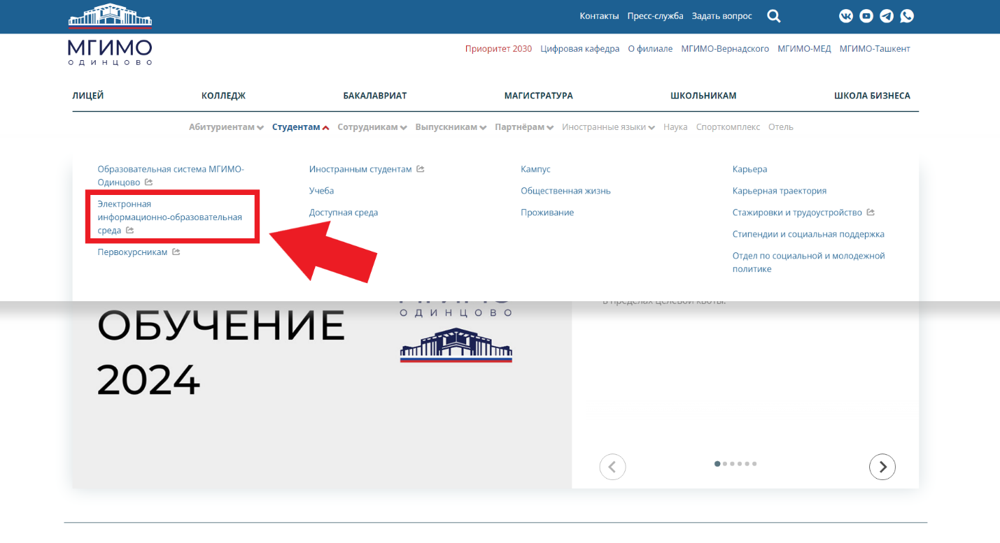 Контакты Пресс-служба Задать вопрос
МГИМО
ОДИНЦОВО
Приоритет 2030 Цифровая кафедра О филиале МГИМО-Вернадского МГИМО-МЕД МГИМО-Ташкент
ЛИЦЕЙ КОЛЛЕДЖ БАКАЛАВРИАТ МАГИСТРАТУРА ШКОЛЬНИКАМ ШКОЛА БИЗНЕСА
Абитуриентам Студентам Сотрудникам Выпускникам Партнёрам Иностранные языки Наука Спорткомплекс Отель
Образовательная система МГИМО-
Одинцово
Электронная
информационно-образовательная
среда
Первокурсникам
Иностранным студентам
Учеба
Доступная среда
Кампус
Общественная жизнь
Проживание
Карьера
Карьерная траектория
Стажировки и трудоустройство
Стипендии и социальная поддержка
Отдел по социальной и молодежной
политике
ОБУЧЕНИЕ
2024
ОДИНЦОВО
в пределах целевой квоты.